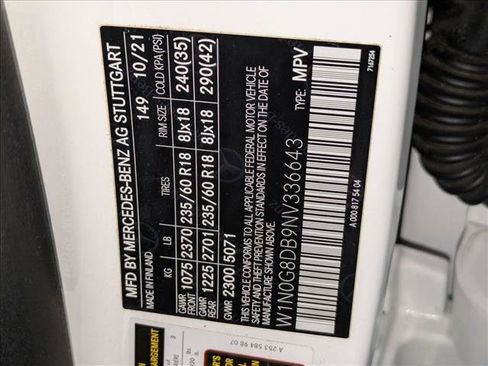 MFD BY MERCEDES-BENZ AG STUTTGART
MADE IN FINLAND 149 10/21
KG LB TIRES RIM SIZE COLD KPA(PSI)
GAWR FRONT 1075 2370 235/60 R18 8Jx18 240(35)
GAWR REAR 1225 2701 235/60 R18 8Jx18 290(42)
GVWR 2300 5071
THIS VEHICLE CONFORMS TO ALL APPLICABLE FEDERAL MOTOR VEHICLE
SAFETY AND THEFT PREVENTION STANDARDS IN EFFECT ON THE DATE OF
MANUFACTURE SHOWN ABOVE.
W1N0G8DB9NV336643 MPV
A 000 817 54 04 7167254
A 253 584 98 07
3
lbs